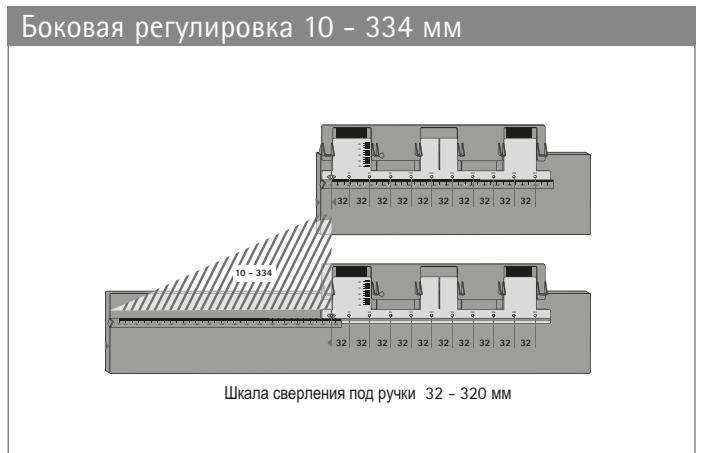 Боковая регулировка 10 - 334 мм
32 32 32 32 32 32 32 32 32 32
10 - 334
32 32 32 32 32 32 32 32 32 32
Шкала сверления под ручки 32 - 320 мм